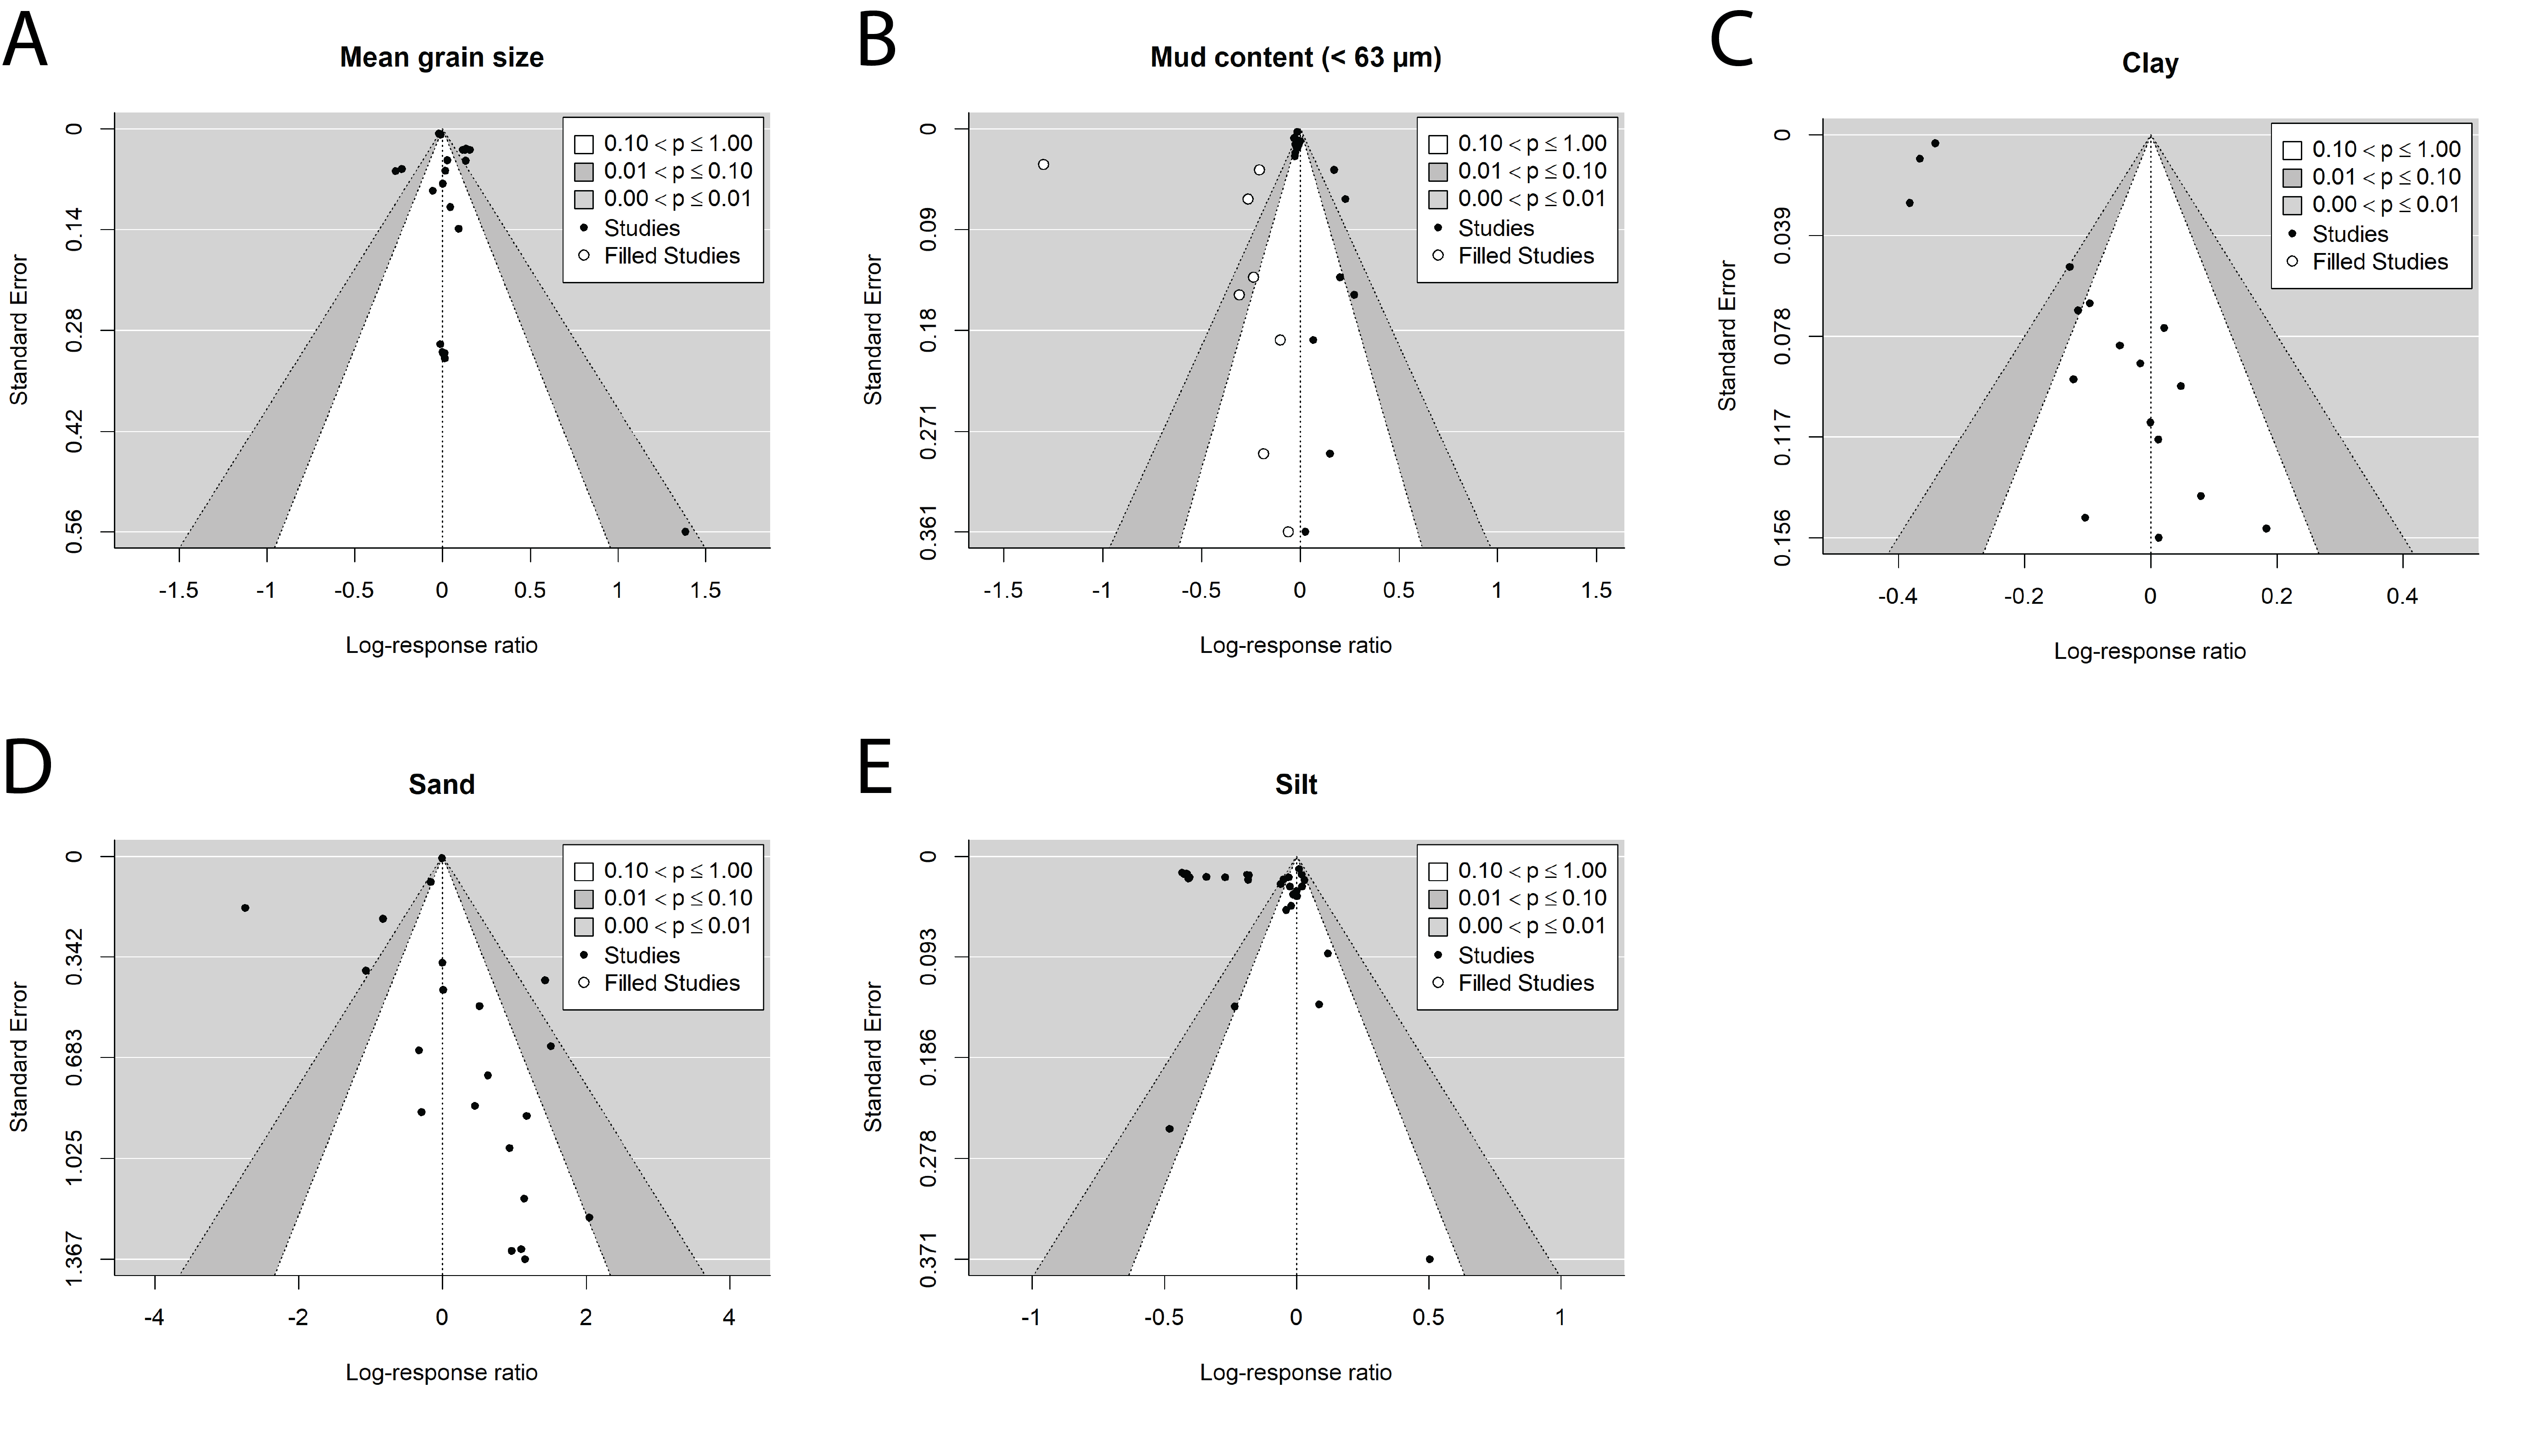 A
Mean grain size
0.10 < p ≤ 1.00
0.01 < p ≤ 0.10
0.00 < p ≤ 0.01
Studies
Filled Studies
Standard Error
0
0.14
0.28
0.42
0.56
-1.5 -1 -0.5 0 0.5 1 1.5
Log-response ratio
B
Mud content (< 63 µm)
0.10 < p ≤ 1.00
0.01 < p ≤ 0.10
0.00 < p ≤ 0.01
Studies
Filled Studies
Standard Error
0
0.09
0.18
0.271
0.361
-1.5 -1 -0.5 0 0.5 1 1.5
Log-response ratio
C
Clay
0.10 < p ≤ 1.00
0.01 < p ≤ 0.10
0.00 < p ≤ 0.01
Studies
Filled Studies
Standard Error
0
0.039
0.078
0.117
0.156
-0.4 -0.2 0 0.2 0.4
Log-response ratio
D
Sand
0.10 < p ≤ 1.00
0.01 < p ≤ 0.10
0.00 < p ≤ 0.01
Studies
Filled Studies
Standard Error
0
0.342
0.683
1.025
1.367
-4 -2 0 2 4
Log-response ratio
E
Silt
0.10 < p ≤ 1.00
0.01 < p ≤ 0.10
0.00 < p ≤ 0.01
Studies
Filled Studies
Standard Error
0
0.093
0.186
0.278
0.371
-1 -0.5 0 0.5 1
Log-response ratio